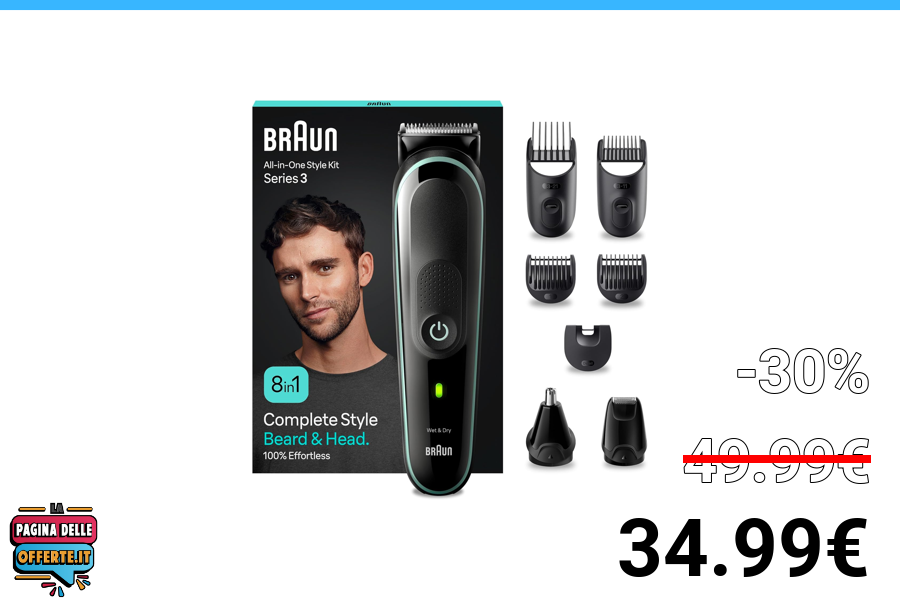 BRAUN
BRAUN
All-in-One Style Kit
Series 3
8in1
Wet & Dry
Complete Style
Beard & Head.
100% Effortless
BRAUN
-30%
49.99€
34.99€
LA
PAGINA DELLE
OFFERTE.IT